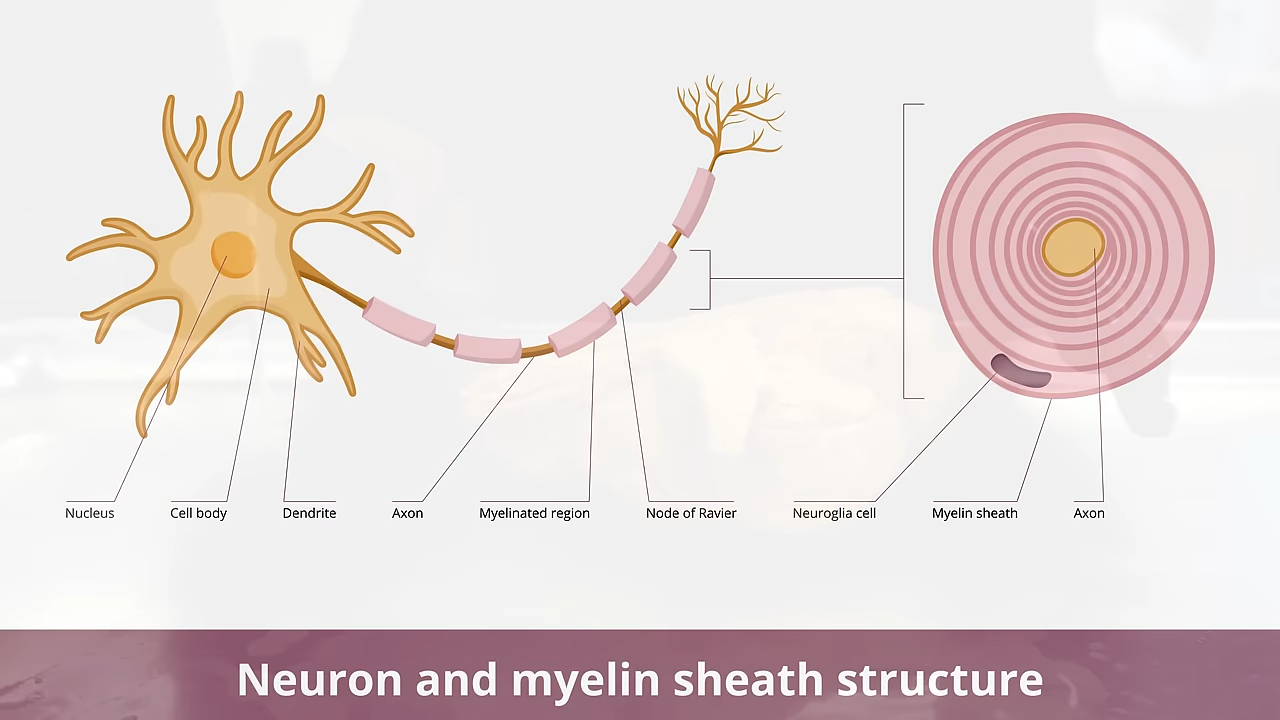 Nucleus
Cell body
Dendrite
Axon
Myelinated region
Node of Ravier
Neuroglia cell
Myelin sheath
Axon
Neuron and myelin sheath structure